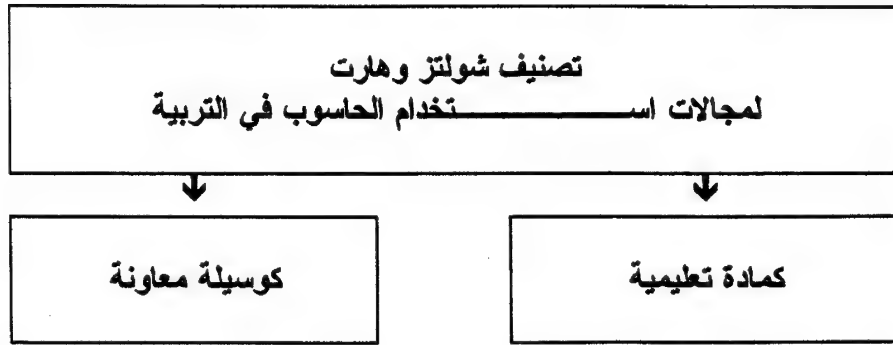 تصنيف شولتز وهارت
لمجالات استخدام الحاسوب في التربية
كمادة تعليمية
كوسيلة معاونة